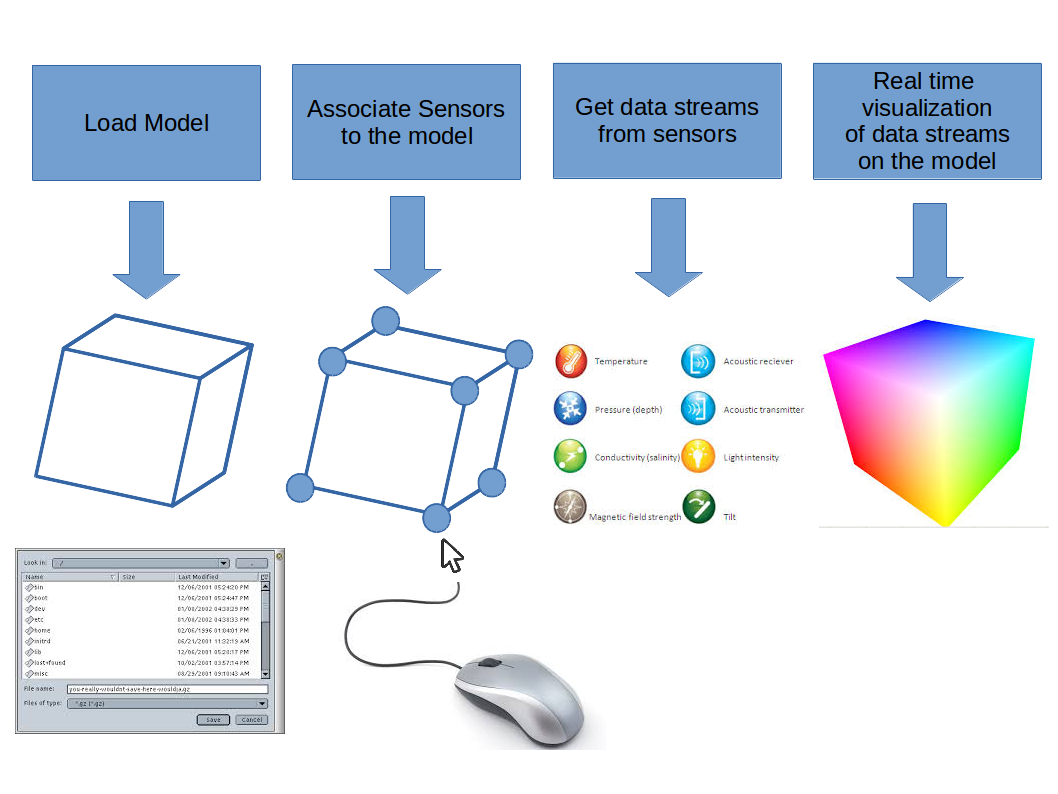 Load Model
Associate Sensors
to the model
Get data streams
from sensors
Real time
visualization
of data streams
on the model
Temperature
Acoustic reciever
Pressure (depth)
Acoustic transmitter
Conductivity (salinity)
Light intensity
Magnetic field strength
Tilt
Look in: /
Name Size Last Modified
bin 12/06/2001 05:24:20 PM
boot 12/06/2001 05:24:47 PM
dev 01/08/2002 04:38:29 PM
etc 01/08/2002 04:38:33 PM
home 02/06/1996 01:04:01 PM
initrd 06/21/2001 11:32:19 AM
lib 12/06/2001 05:20:17 PM
lost+found 10/02/2001 03:57:14 PM
misc 08/29/2001 09:10:43 AM
File name: you-really-wouldnt-save-here-would
Files of type: *.gz (*.gz)
Save Cancel